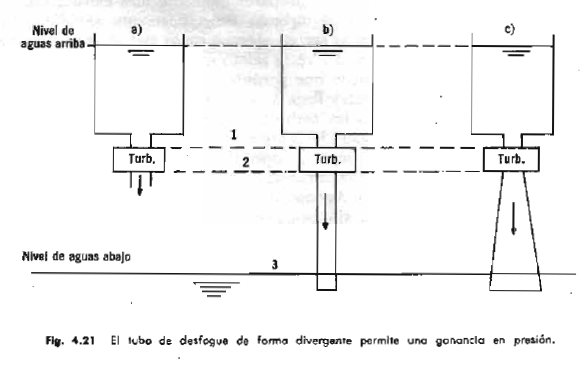 Nivel de
aguas arriba
a)
b)
c)
1
Turb.
2
Turb.
Turb.
Nivel de aguas abajo
3
Fig. 4.21 El tubo de desfogue de forma divergente permite una ganancia en presión.